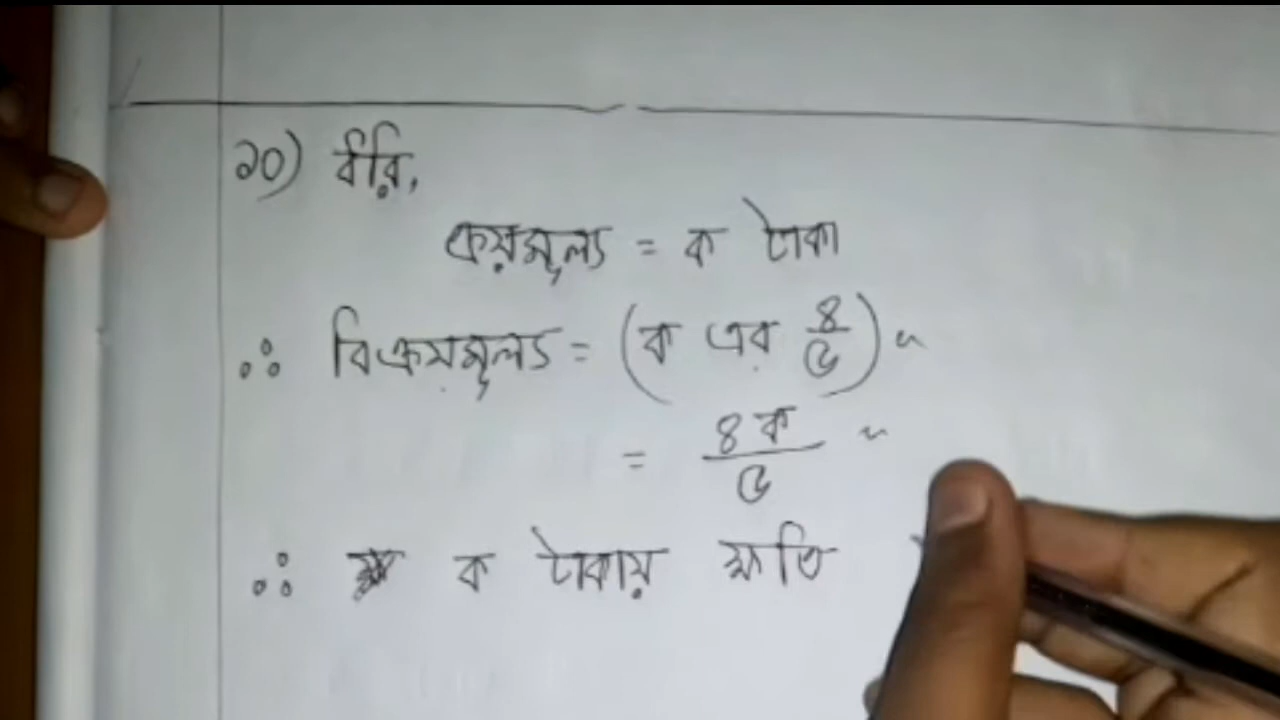 ১০) ধরি,
ক্রয়মূল্য = ক টাকা
∴ বিক্রয়মূল্য = (ক এর ৪/৫) "
= ৪ক/৫ "
∴ ক টাকায় ক্ষতি